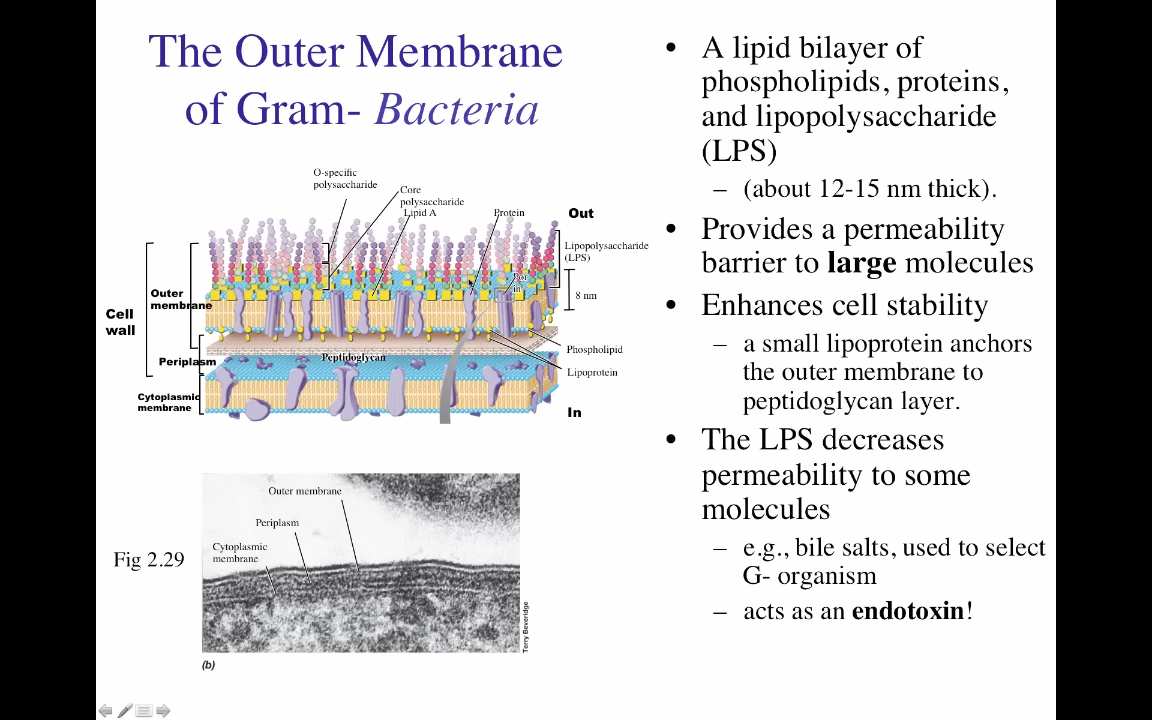 The Outer Membrane
of Gram- Bacteria
O-specific
polysaccharide
Core
polysaccharide
Lipid A
Protein
Out
Lipopolysaccharide
(LPS)
Por
in
8 nm
Outer
membrane
Cell
wall
Peptidoglycan
Phospholipid
Periplasm
Lipoprotein
Cytoplasmic
membrane
In
Outer membrane
Periplasm
Cytoplasmic
membrane
Fig 2.29
Terry Beveridge
(b)
• A lipid bilayer of
phospholipids, proteins,
and lipopolysaccharide
(LPS)
– (about 12-15 nm thick).
• Provides a permeability
barrier to large molecules
• Enhances cell stability
– a small lipoprotein anchors
the outer membrane to
peptidoglycan layer.
• The LPS decreases
permeability to some
molecules
– e.g., bile salts, used to select
G- organism
– acts as an endotoxin!